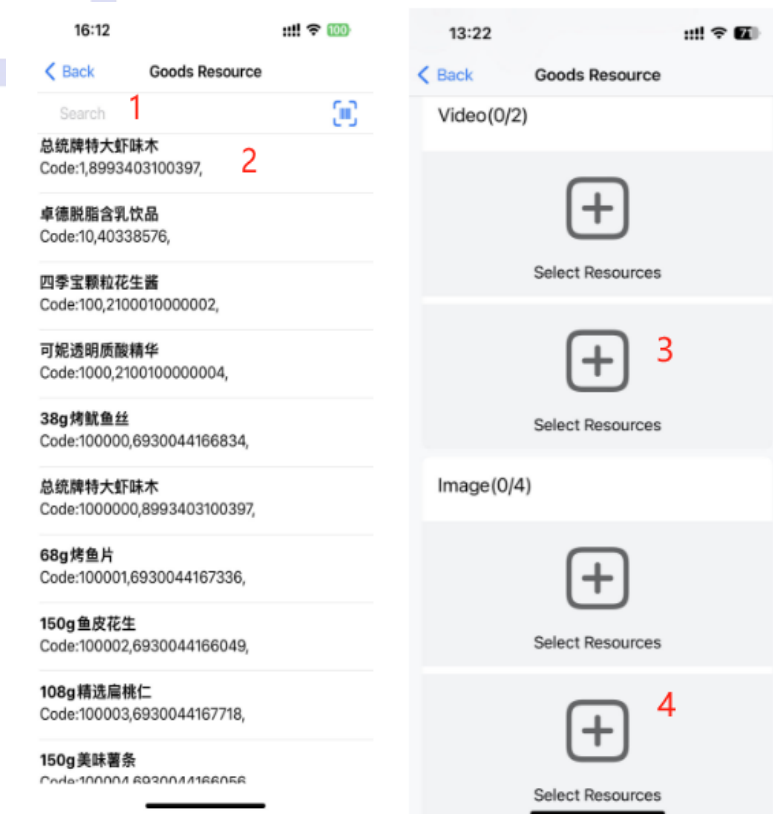 16:12
100
Back
Goods Resource
Search
1
总统牌特大虾味木
2
Code:1,8993403100397,
卓德脱脂含乳饮品
Code:10,40338576,
四季宝颗粒花生酱
Code:100,2100010000002,
可妮透明质酸精华
Code:1000,2100100000004,
38g烤鱿鱼丝
Code:100000,6930044166834,
总统牌特大虾味木
Code:1000000,8993403100397,
68g烤鱼片
Code:100001,6930044167336,
150g鱼皮花生
Code:100002,6930044166049,
108g精选扁桃仁
Code:100003,6930044167718,
150g美味薯条
Code:100004,6930044166056
13:22
71
Back
Goods Resource
Video(0/2)
Select Resources
3
Select Resources
Image(0/4)
Select Resources
4
Select Resources